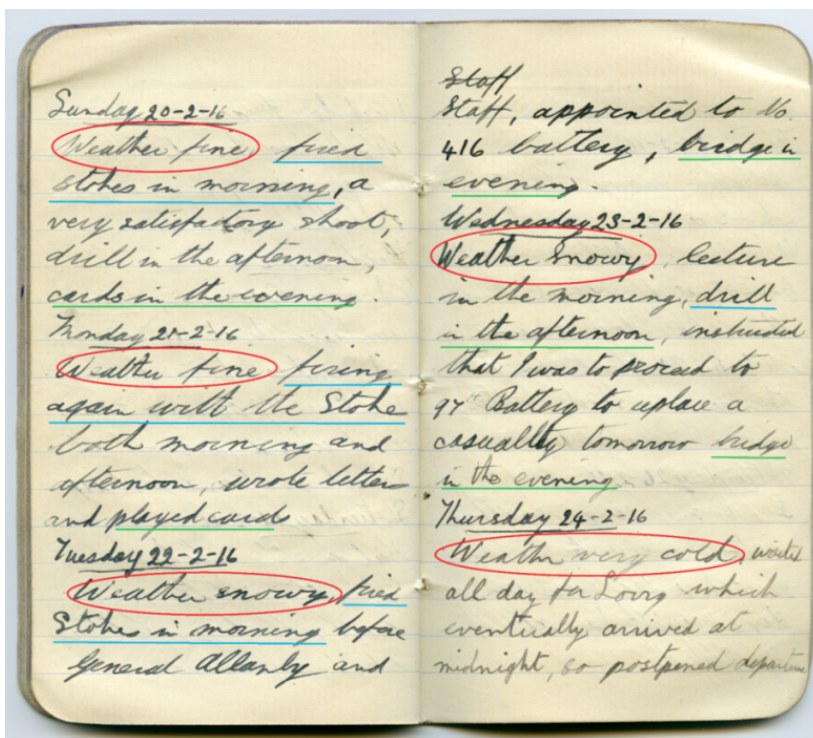 Sunday 20-2-16
Weather fine, fired
Stokes in morning, a
very satisfactory shoot,
drill in the afternoon,
cards in the evening.
Monday 21-2-16
Weather fine firing
again with the Stoke
both morning and
afternoon, wrote letters
and played cards
Tuesday 22-2-16
Weather snowy, fired
Stokes in morning before
General Allanby and
Staff
Staff, appointed to No.
416 battery, bridge in
evening.
Wednesday 23-2-16
Weather snowy, lecture
in the morning, drill
in the afternoon, instructed
that I was to proceed to
97th Battery to replace a
casualty tomorrow bridge
in the evening
Thursday 24-2-16
Weather very cold, waited
all day for Lorry which
eventually arrived at
midnight, so postponed departure